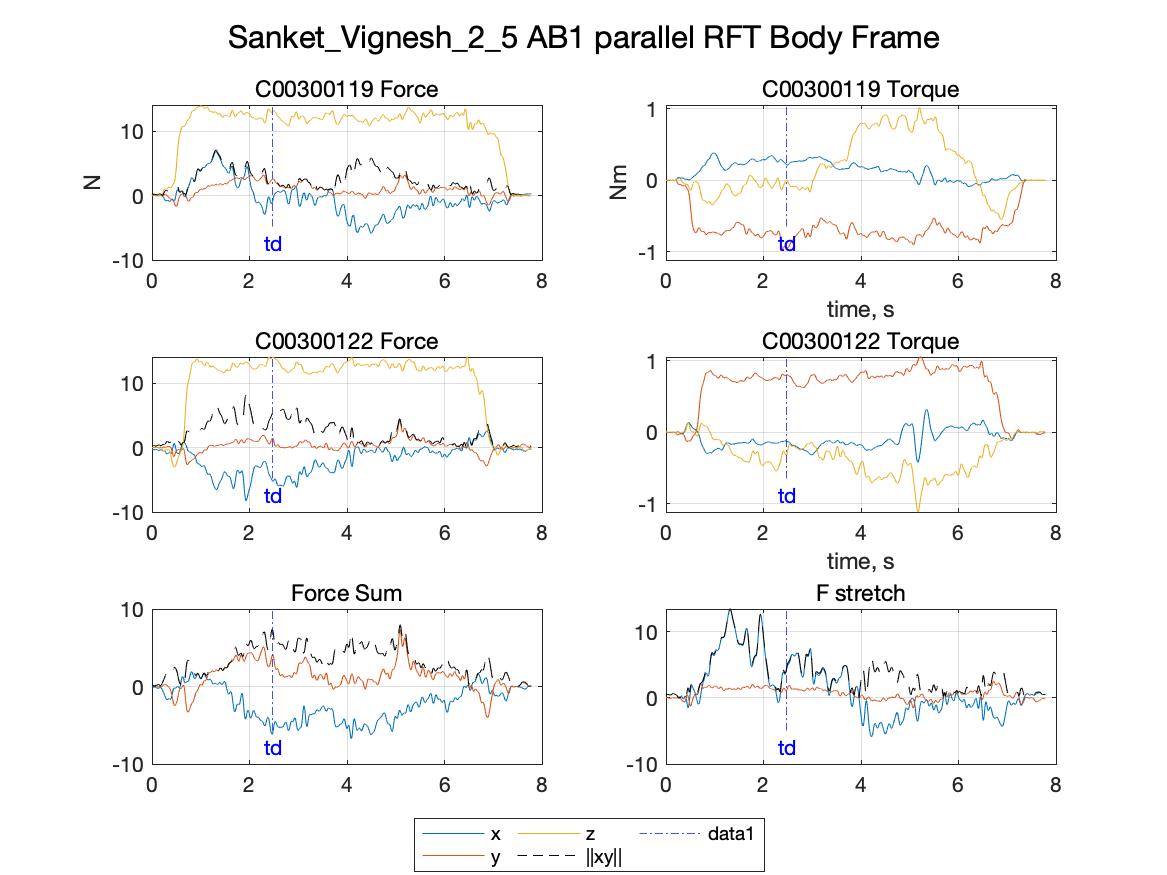 Sanket_Vignesh_2_5 AB1 parallel RFT Body Frame
C00300119 Force
N
10
0
-10
td
0 2 4 6 8
C00300119 Torque
Nm
1
0
-1
td
0 2 4 6 8
time, s
C00300122 Force
10
0
-10
td
0 2 4 6 8
C00300122 Torque
1
0
-1
td
0 2 4 6 8
time, s
Force Sum
10
0
-10
td
0 2 4 6 8
F stretch
10
0
-10
td
0 2 4 6 8
x z data1
y ||xy||